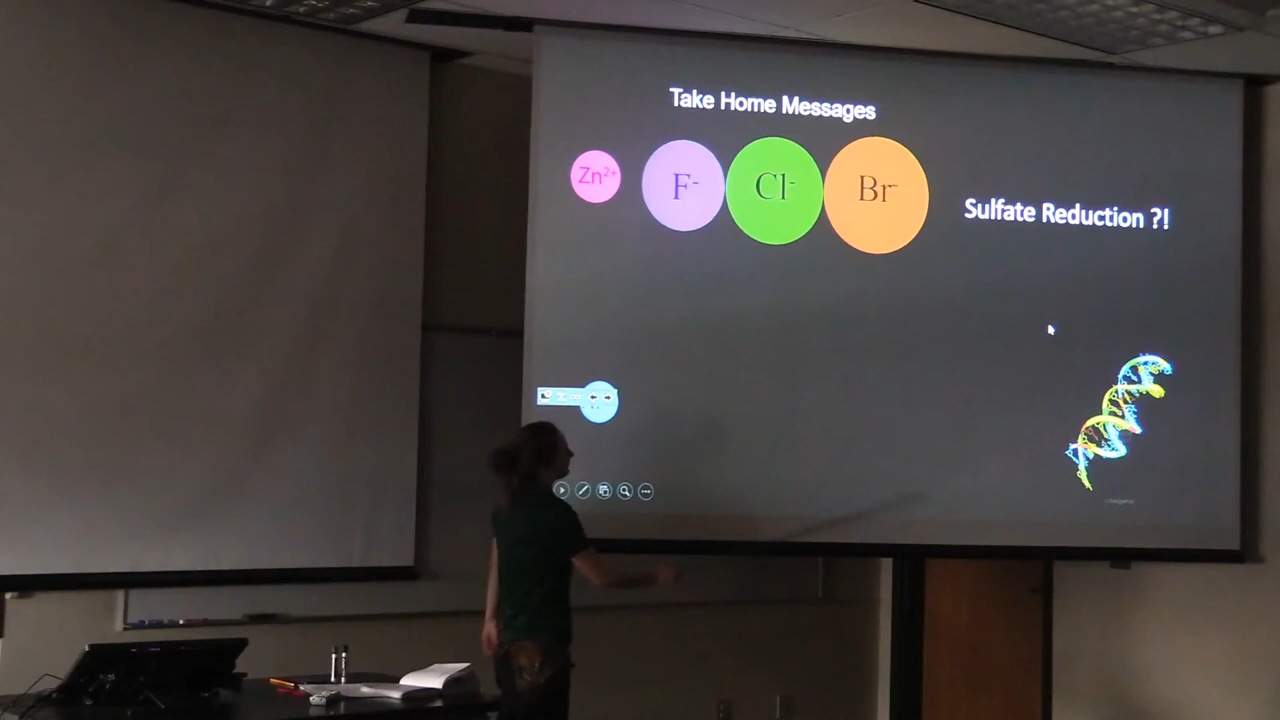 Take Home Messages
Zn²⁺
F⁻
Cl⁻
Br⁻
Sulfate Reduction ?!